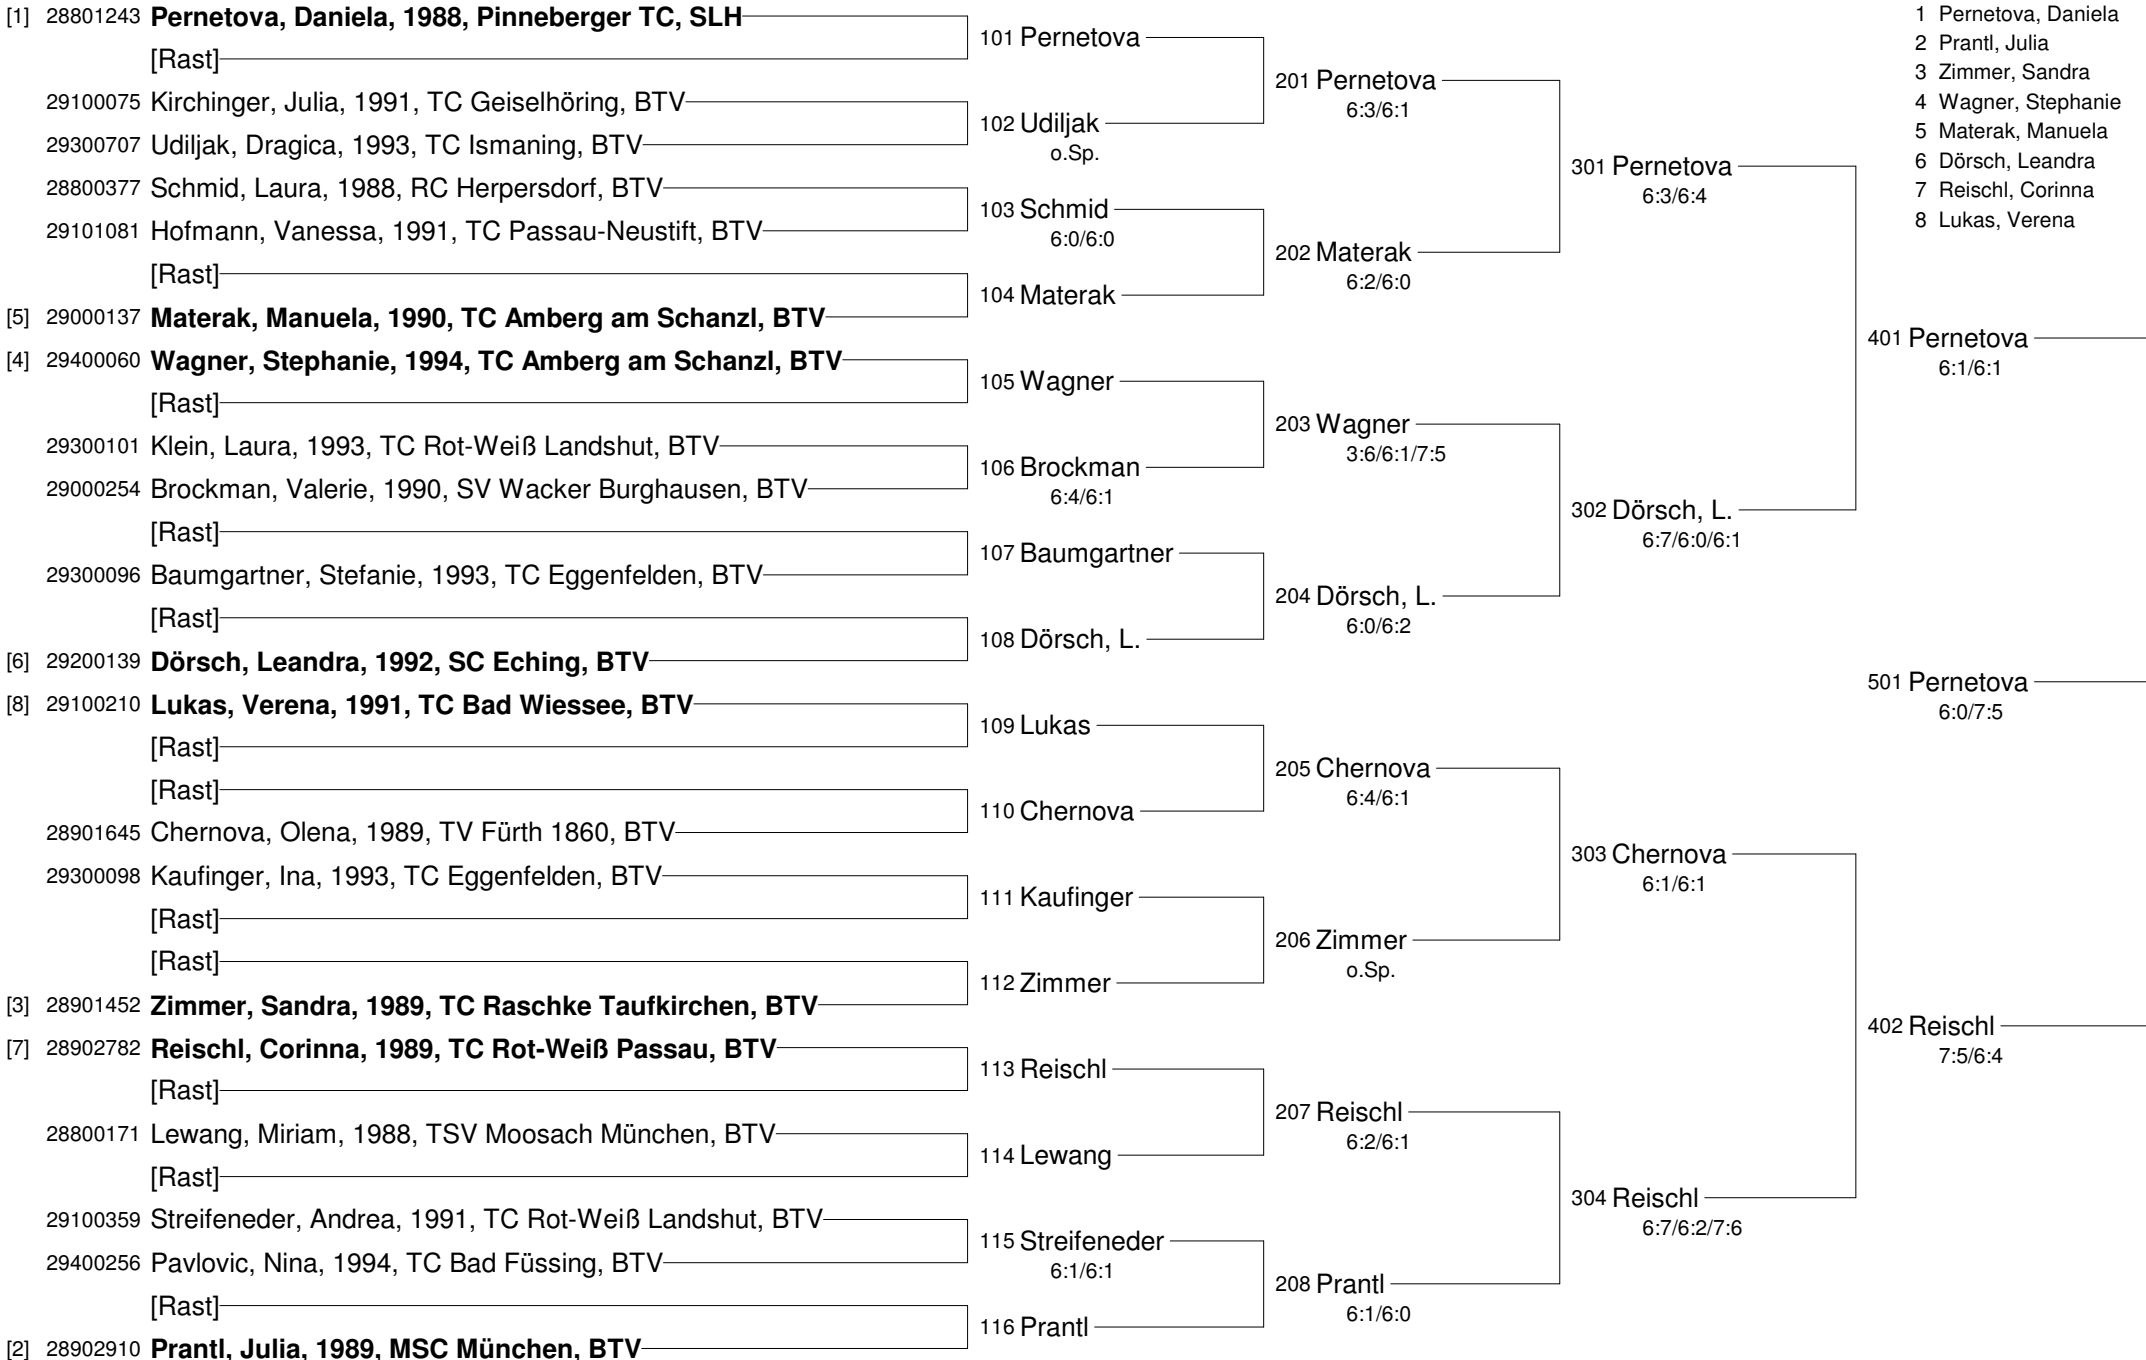 [1] 28801243 Pernetova, Daniela, 1988, Pinneberger TC, SLH
[Rast]
29100075 Kirchinger, Julia, 1991, TC Geiselhöring, BTV
29300707 Udiljak, Dragica, 1993, TC Ismaning, BTV
28800377 Schmid, Laura, 1988, RC Herpersdorf, BTV
29101081 Hofmann, Vanessa, 1991, TC Passau-Neustift, BTV
[Rast]
[5] 29000137 Materak, Manuela, 1990, TC Amberg am Schanzl, BTV
[4] 29400060 Wagner, Stephanie, 1994, TC Amberg am Schanzl, BTV
[Rast]
29300101 Klein, Laura, 1993, TC Rot-Weiß Landshut, BTV
29000254 Brockman, Valerie, 1990, SV Wacker Burghausen, BTV
[Rast]
29300096 Baumgartner, Stefanie, 1993, TC Eggenfelden, BTV
[Rast]
[6] 29200139 Dörsch, Leandra, 1992, SC Eching, BTV
[8] 29100210 Lukas, Verena, 1991, TC Bad Wiessee, BTV
[Rast]
[Rast]
28901645 Chernova, Olena, 1989, TV Fürth 1860, BTV
29300098 Kaufinger, Ina, 1993, TC Eggenfelden, BTV
[Rast]
[Rast]
[3] 28901452 Zimmer, Sandra, 1989, TC Raschke Taufkirchen, BTV
[7] 28902782 Reischl, Corinna, 1989, TC Rot-Weiß Passau, BTV
[Rast]
28800171 Lewang, Miriam, 1988, TSV Moosach München, BTV
[Rast]
29100359 Streifeneder, Andrea, 1991, TC Rot-Weiß Landshut, BTV
29400256 Pavlovic, Nina, 1994, TC Bad Füssing, BTV
[Rast]
[2] 28902910 Prantl, Julia, 1989, MSC München, BTV
101 Pernetova
102 Udiljak
o.Sp.
103 Schmid
6:0/6:0
104 Materak
105 Wagner
106 Brockman
6:4/6:1
107 Baumgartner
108 Dörsch, L.
109 Lukas
110 Chernova
111 Kaufinger
112 Zimmer
113 Reischl
114 Lewang
115 Streifeneder
6:1/6:1
116 Prantl
201 Pernetova
6:3/6:1
202 Materak
6:2/6:0
203 Wagner
3:6/6:1/7:5
204 Dörsch, L.
6:0/6:2
205 Chernova
6:4/6:1
206 Zimmer
o.Sp.
207 Reischl
6:2/6:1
208 Prantl
6:1/6:0
301 Pernetova
6:3/6:4
302 Dörsch, L.
6:7/6:0/6:1
303 Chernova
6:1/6:1
304 Reischl
6:7/6:2/7:6
401 Pernetova
6:1/6:1
501 Pernetova
6:0/7:5
402 Reischl
7:5/6:4
1 Pernetova, Daniela
2 Prantl, Julia
3 Zimmer, Sandra
4 Wagner, Stephanie
5 Materak, Manuela
6 Dörsch, Leandra
7 Reischl, Corinna
8 Lukas, Verena